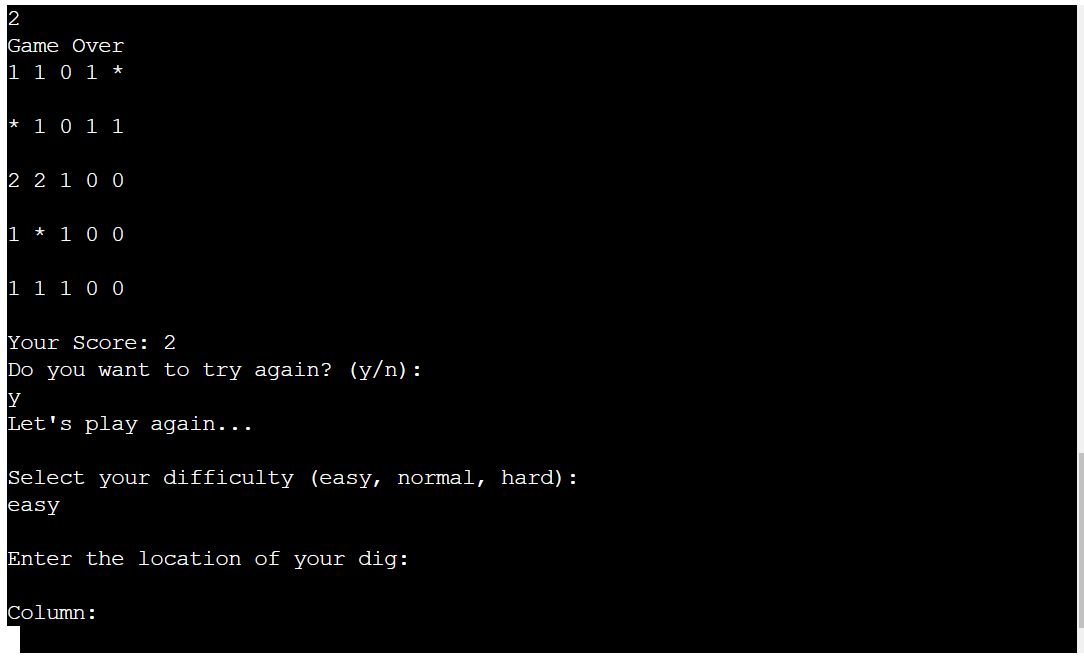 2
Game Over
1 1 0 1 *
* 1 0 1 1
2 2 1 0 0
1 * 1 0 0
1 1 1 0 0
Your Score: 2
Do you want to try again? (y/n):
y
Let's play again...
Select your difficulty (easy, normal, hard):
easy
Enter the location of your dig:
Column: